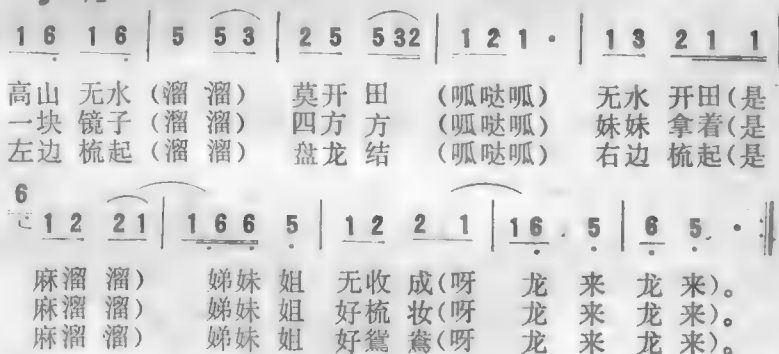 1 6 1 6 | 5 5 3 | 2 5 5 3 2 | 1 2 1 · | 1 3 2 1 1 |
高山 无水 (溜 溜) 莫开 田 (呱哒呱) 无水 开田(是
一块 镜子 (溜 溜) 四方 方 (呱哒呱) 妹妹 拿着(是
左边 梳起 (溜 溜) 盘龙 结 (呱哒呱) 右边 梳起(是
6
1 2 2 1 | 1 6 6 5 | 1 2 2 1 | 1 6 . 5 | 6 5 . · :||
麻溜 溜) 娣妹 姐 无收 成(呀 龙 来 龙 来)。
麻溜 溜) 娣妹 姐 好梳 妆(呀 龙 来 龙 来)。
麻溜 溜) 娣妹 姐 好鸳 鸯(呀 龙 来 龙 来)。